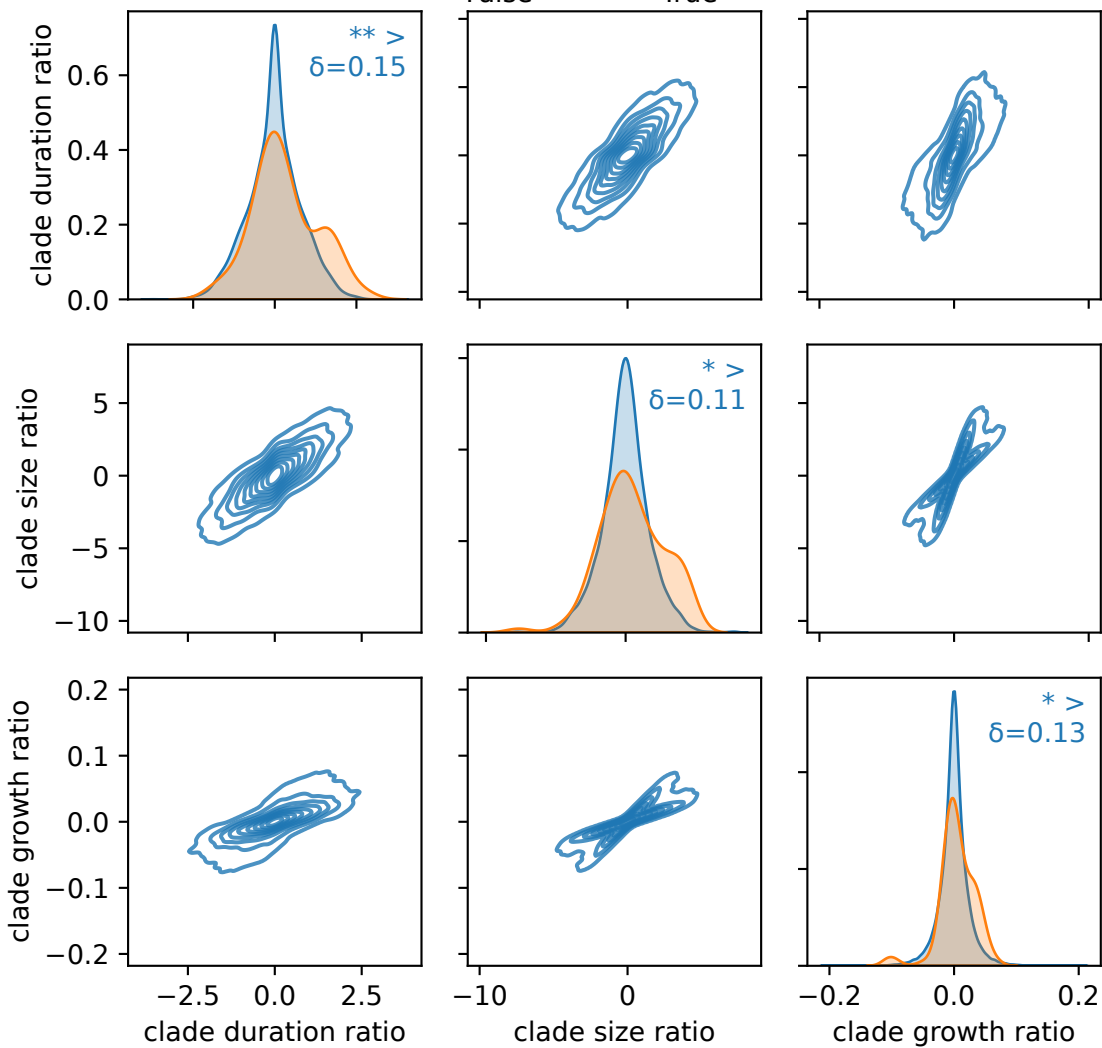 False True
clade duration ratio
0.6
0.4
0.2
0.0
** >
δ=0.15
clade size ratio
5
0
−5
−10
* >
δ=0.11
clade growth ratio
0.2
0.1
0.0
−0.1
−0.2
* >
δ=0.13
−2.5 0.0 2.5
−10 0
−0.2 0.0 0.2
clade duration ratio
clade size ratio
clade growth ratio